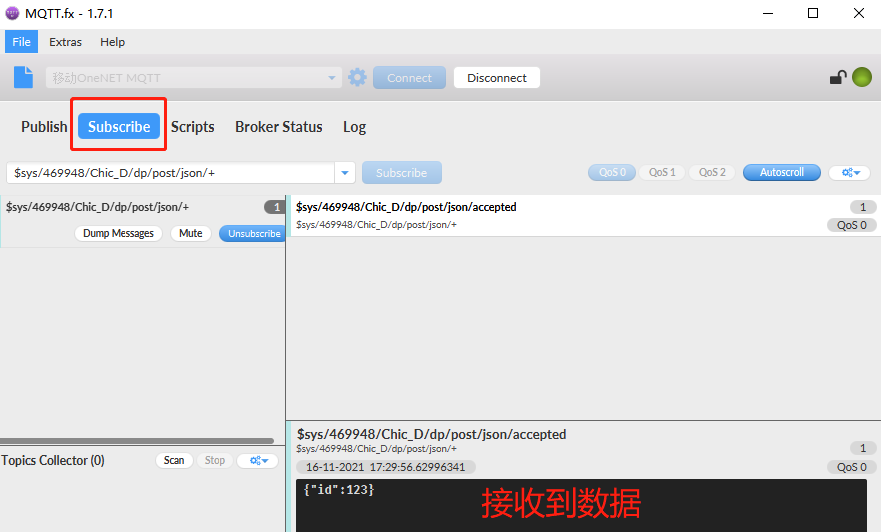 MQTT.fx - 1.7.1
File Extras Help
移动OneNET MQTT Connect Disconnect
Publish Subscribe Scripts Broker Status Log
$sys/469948/Chic_D/dp/post/json/+ Subscribe QoS 0 QoS 1 QoS 2 Autoscroll
$sys/469948/Chic_D/dp/post/json/+ 1
Dump Messages Mute Unsubscribe
$sys/469948/Chic_D/dp/post/json/accepted 1
$sys/469948/Chic_D/dp/post/json/+ QoS 0
Topics Collector (0) Scan Stop
$sys/469948/Chic_D/dp/post/json/accepted
$sys/469948/Chic_D/dp/post/json/+ 1
16-11-2021 17:29:56.62996341 QoS 0
{"id":123}
接收到数据